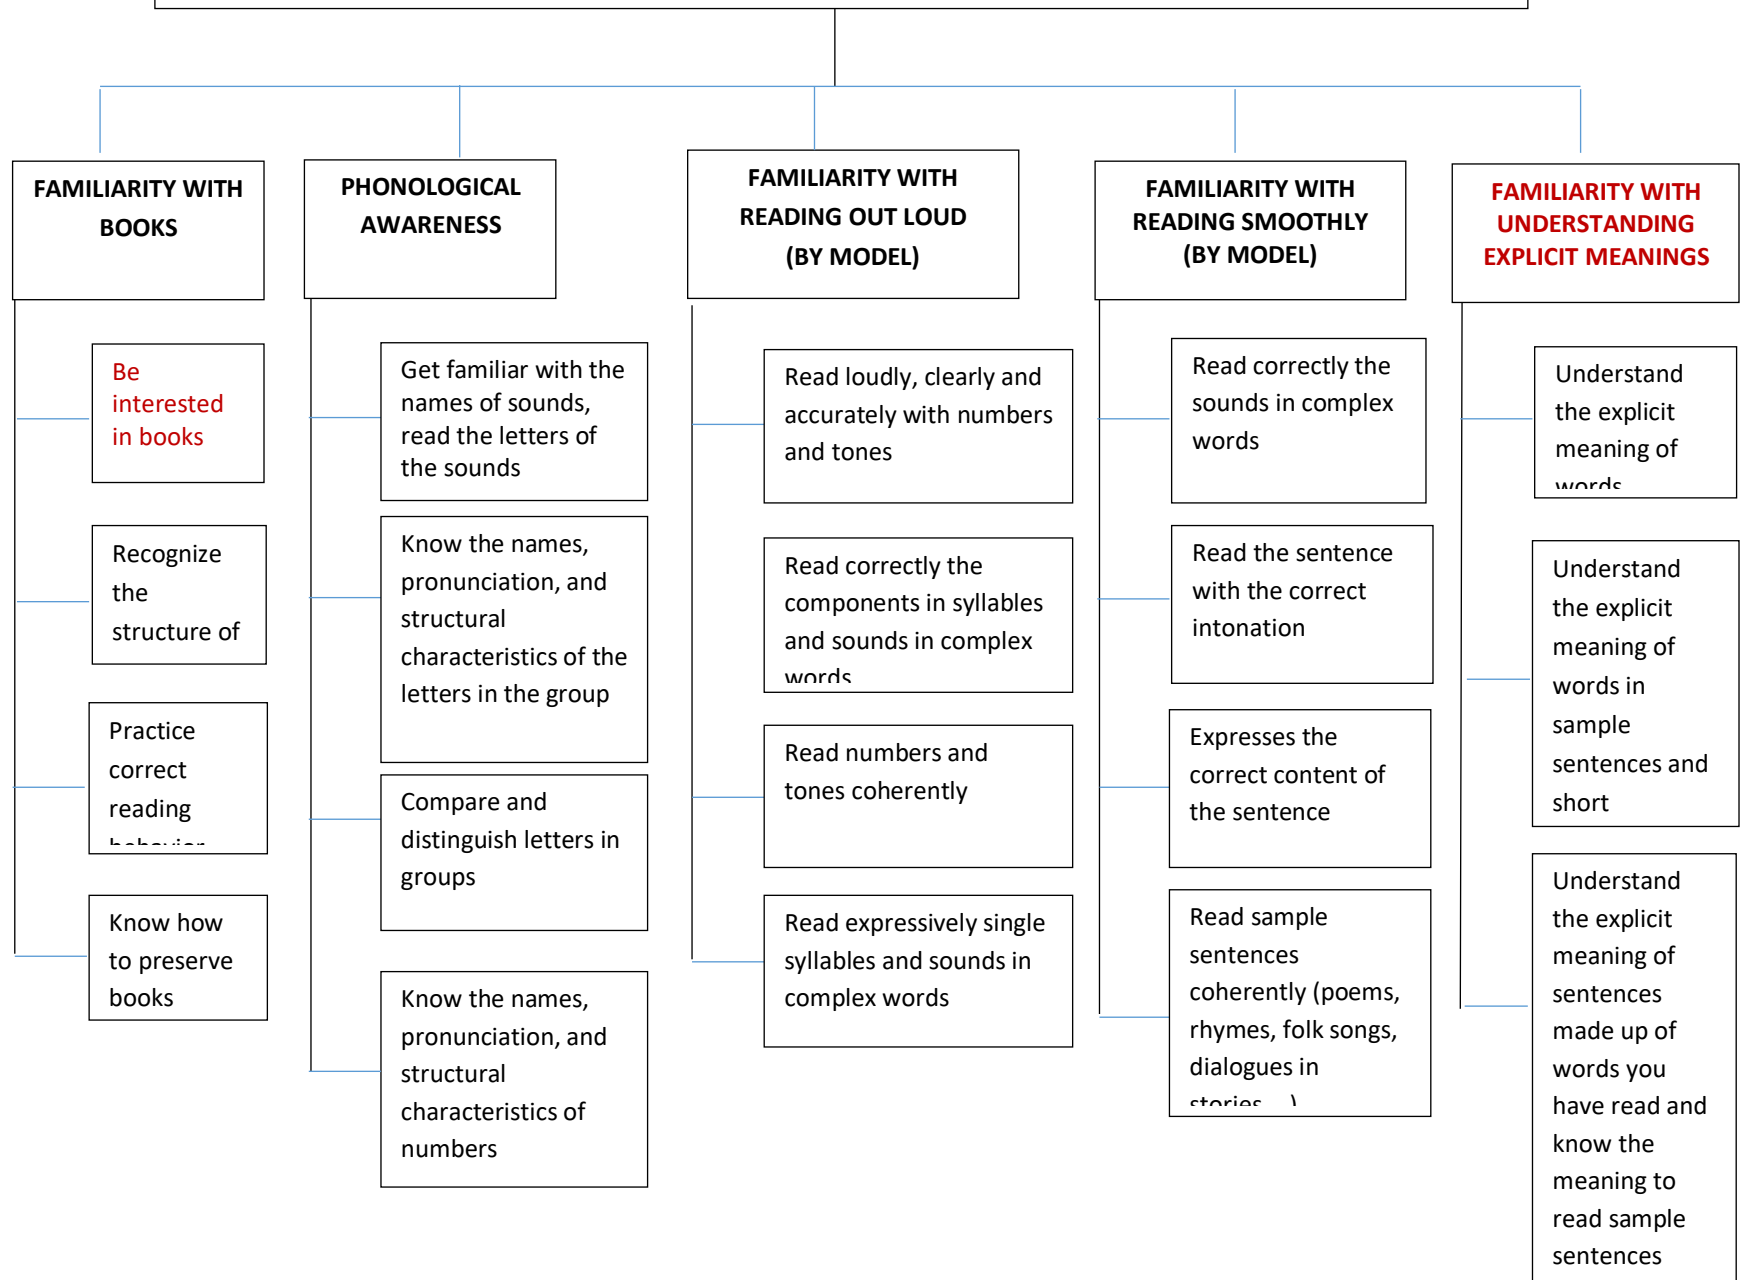 FAMILIARITY WITH
BOOKS
Be
interested
in books
Recognize
the
structure of
Practice
correct
reading
behavior
Know how
to preserve
books
PHONOLOGICAL
AWARENESS
Get familiar with the
names of sounds,
read the letters of
the sounds
Know the names,
pronunciation, and
structural
characteristics of the
letters in the group
Compare and
distinguish letters in
groups
Know the names,
pronunciation, and
structural
characteristics of
numbers
FAMILIARITY WITH
READING OUT LOUD
(BY MODEL)
Read loudly, clearly and
accurately with numbers
and tones
Read correctly the
components in syllables
and sounds in complex
words
Read numbers and
tones coherently
Read expressively single
syllables and sounds in
complex words
FAMILIARITY WITH
READING SMOOTHLY
(BY MODEL)
Read correctly the
sounds in complex
words
Read the sentence
with the correct
intonation
Expresses the
correct content of
the sentence
Read sample
sentences
coherently (poems,
rhymes, folk songs,
dialogues in
stories...)
FAMILIARITY WITH
UNDERSTANDING
EXPLICIT MEANINGS
Understand
the explicit
meaning of
words
Understand
the explicit
meaning of
words in
sample
sentences and
short
Understand
the explicit
meaning of
sentences
made up of
words you
have read and
know the
meaning to
read sample
sentences